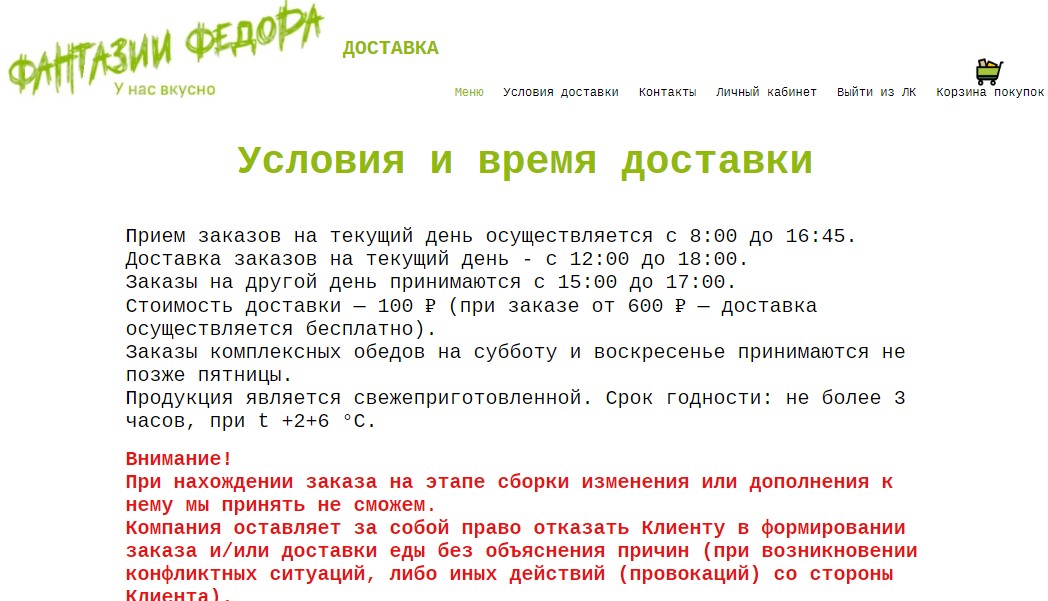 ФАНТАЗИИ ФЕДОРА
У нас вкусно
ДОСТАВКА
Меню Условия доставки Контакты Личный кабинет Выйти из ЛК Корзина покупок
Условия и время доставки
Прием заказов на текущий день осуществляется с 8:00 до 16:45.
Доставка заказов на текущий день - с 12:00 до 18:00.
Заказы на другой день принимаются с 15:00 до 17:00.
Стоимость доставки — 100 ₽ (при заказе от 600 ₽ — доставка
осуществляется бесплатно).
Заказы комплексных обедов на субботу и воскресенье принимаются не
позже пятницы.
Продукция является свежеприготовленной. Срок годности: не более 3
часов, при t +2+6 °C.
Внимание!
При нахождении заказа на этапе сборки изменения или дополнения к
нему мы принять не сможем.
Компания оставляет за собой право отказать Клиенту в формировании
заказа и/или доставки еды без объяснения причин (при возникновении
конфликтных ситуаций, либо иных действий (провокаций) со стороны
Клиента).